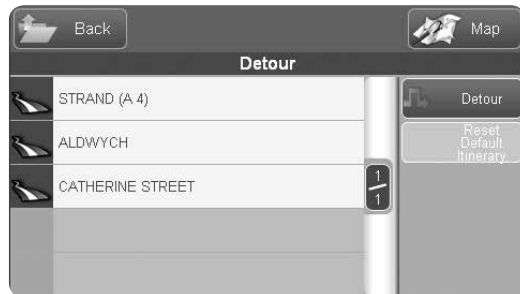 Back
Map
Detour
STRAND (A 4)
ALDWYCH
CATHERINE STREET
1
1
Detour
Reset
Default
Itinerary